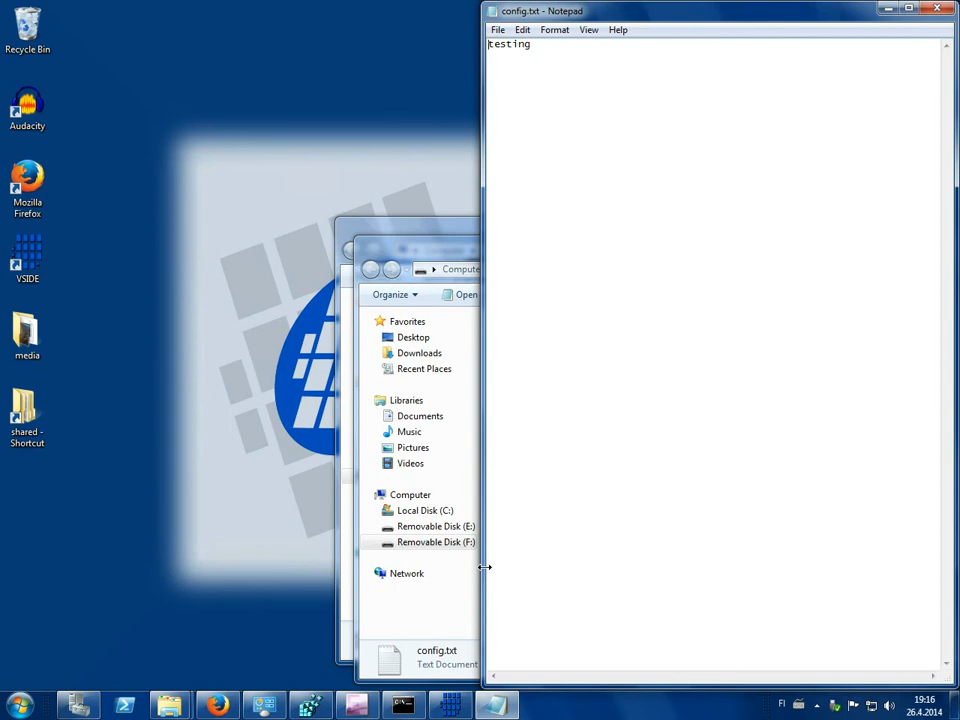 Recycle Bin
Audacity
Mozilla
Firefox
VSIDE
media
shared -
Shortcut
config.txt - Notepad
File Edit Format View Help
testing
Compute
Organize Open
Favorites
Desktop
Downloads
Recent Places
Libraries
Documents
Music
Pictures
Videos
Computer
Local Disk (C:)
Removable Disk (E:)
Removable Disk (F:)
Network
config.txt
Text Document
FI
19:16
26.4.2014